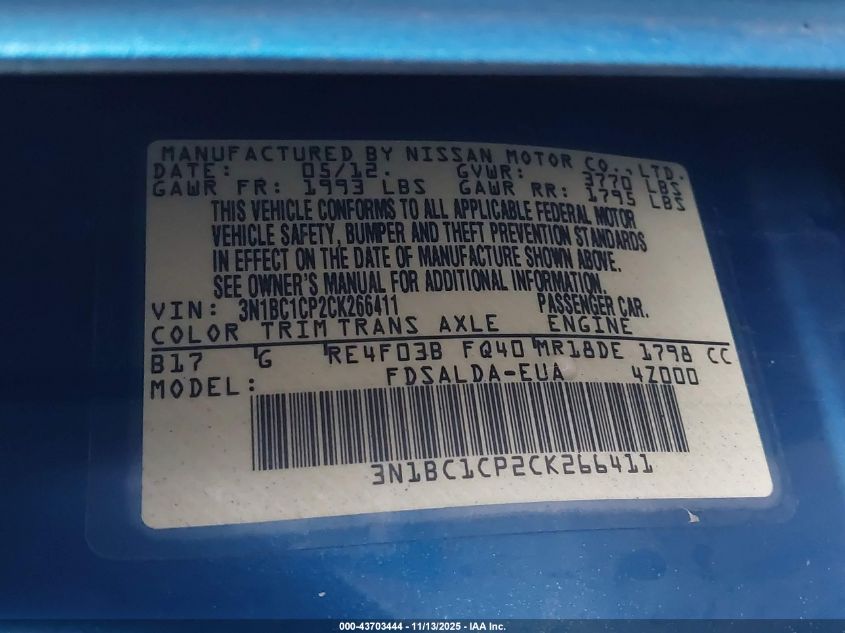 MANUFACTURED BY NISSAN MOTOR CO., LTD.
DATE: 05/12. GVWR: 3770 LBS
GAWR FR: 1993 LBS GAWR RR: 1795 LBS
THIS VEHICLE CONFORMS TO ALL APPLICABLE FEDERAL MOTOR
VEHICLE SAFETY, BUMPER AND THEFT PREVENTION STANDARDS
IN EFFECT ON THE DATE OF MANUFACTURE SHOWN ABOVE.
SEE OWNER'S MANUAL FOR ADDITIONAL INFORMATION.
VIN: 3N1BC1CP2CK266411 PASSENGER CAR.
COLOR TRIM TRANS AXLE ENGINE
B17 G RE4F03B FQ40 MR18DE 1798 CC
MODEL: FDSALDA-EUA 4Z000
3N1BC1CP2CK266411
000-43703444 - 11/13/2025 - IAA Inc.